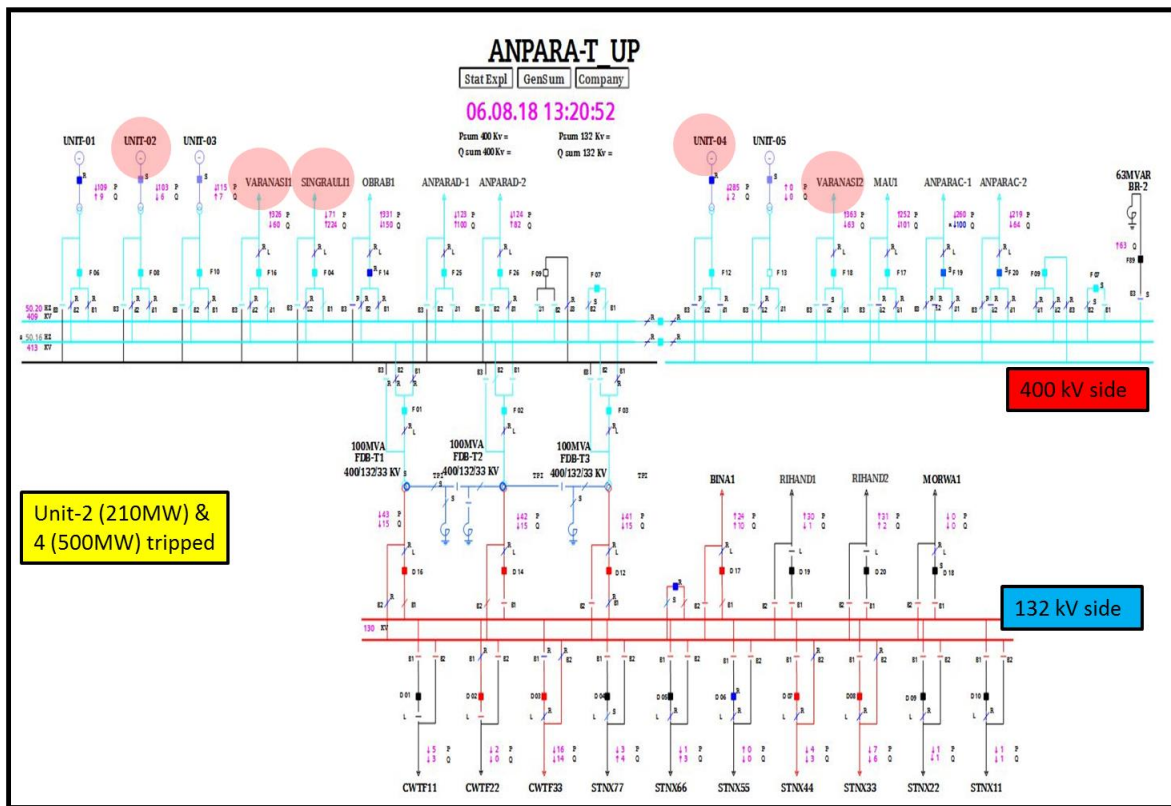 ANPARA-T_UP
Stat Expl GenSum Company
06.08.18 13:20:52
Psum 400 Kv = Psum 132 Kv =
Q sum 400 Kv = Q sum 132 Kv =
UNIT-01 UNIT-02 UNIT-03 VARANASI1 SINGRAULI1 OBRAB1 ANPARAD-1 ANPARAD-2 UNIT-04 UNIT-05 VARANASI2 MAU1 ANPARAC-1 ANPARAC-2 63MVAR
BR-2
↓109 P ↓103 P ↓115 P ↑326 P ↓71 P ↑331 P ↓123 P ↓124 P ↓285 P ↑0 P ↑363 P ↑252 P ↓260 P ↓219 P
↑9 Q ↓6 Q ↑7 Q ↓60 Q ↑224 Q ↓150 Q ↑100 Q ↑82 Q ↓2 Q ↓0 Q ↓63 Q ↓101 Q ↓100 Q ↓64 Q
↑63 Q
F 06 F 08 F 10 F 16 F 04 F 14 F 25 F 26 F 09 F 07 F 12 F 13 F 18 F 17 F 19 F 20 F 09 F 07 F 89
50.20 HZ
409 KV
50.16 HZ
413 KV
400 kV side
F 01 F 02 F 03
100MVA 100MVA 100MVA
FDB-T1 FDB-T2 FDB-T3
400/132/33 KV 400/132/33 KV 400/132/33 KV
Unit-2 (210MW) &
4 (500MW) tripped
BINA1 RIHAND1 RIHAND2 MORWA1
↓43 P ↓42 P ↓41 P ↑24 P ↑30 P ↑31 P ↓0 P
↓15 Q ↓15 Q ↓15 Q ↑10 Q ↓1 Q ↑2 Q ↓0 Q
D 16 D 14 D 12 D 17 D 19 D 20 D 18
132 kV side
130 KV
D 01 D 02 D 03 D 04 D 05 D 06 D 07 D 08 D 09 D 10
↓5 P ↓2 P ↓16 P ↓3 P ↓1 P ↑0 P ↓4 P ↓7 P ↓1 P ↓1 P
↓3 Q ↓0 Q ↓14 Q ↑4 Q ↑3 Q ↓0 Q ↓3 Q ↓6 Q ↓1 Q ↓1 Q
CWTF11 CWTF22 CWTF33 STNX77 STNX66 STNX55 STNX44 STNX33 STNX22 STNX11